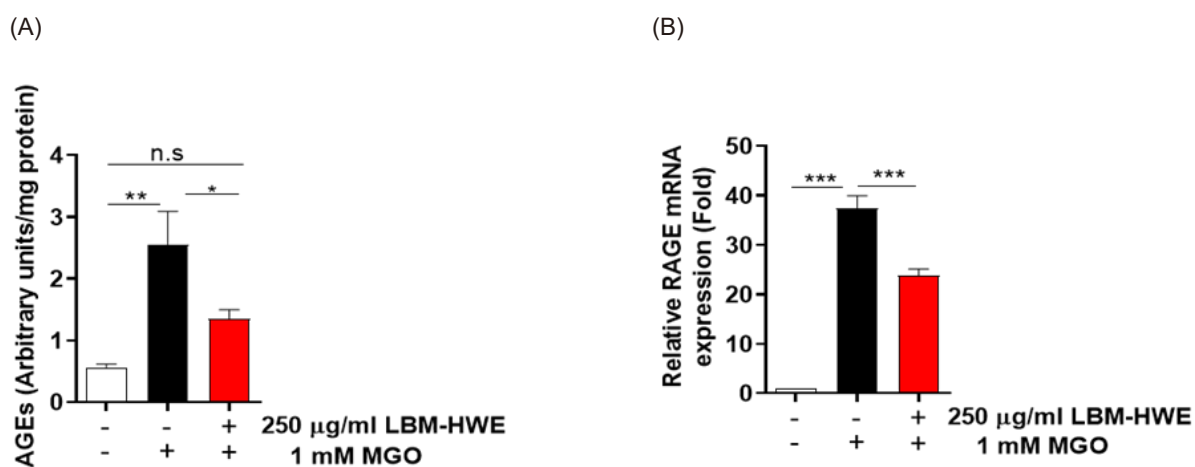 (A)
AGEs (Arbitrary units/mg protein)
4
3
2
1
0
n.s
**
*
- - + 250 μg/ml LBM-HWE
- + + 1 mM MGO
(B)
Relative RAGE mRNA
expression (Fold)
50
40
30
20
10
0
***
***
- - + 250 μg/ml LBM-HWE
- + + 1 mM MGO